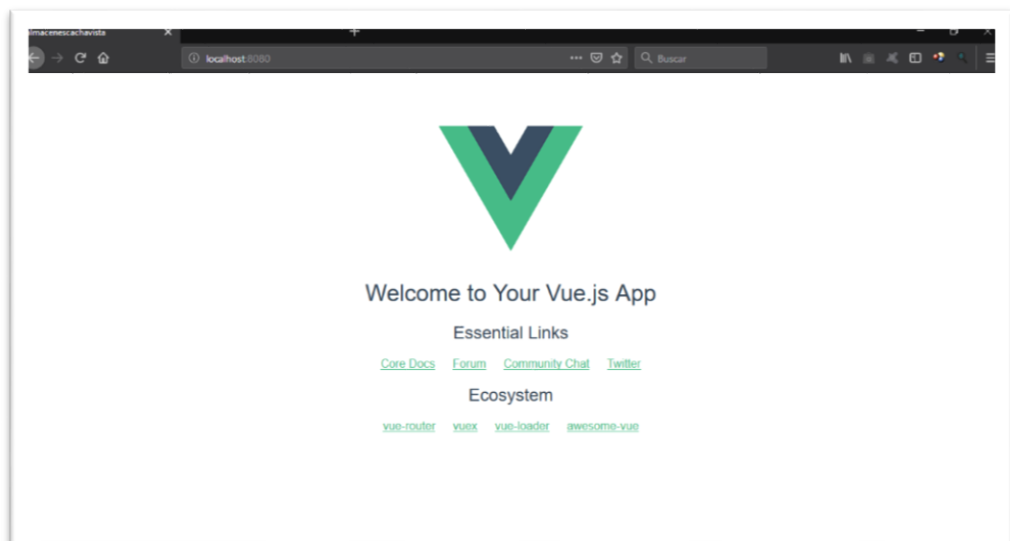 almacenescachavista
localhost:8080
Buscar
Welcome to Your Vue.js App
Essential Links
Core Docs Forum Community Chat Twitter
Ecosystem
vue-router vuex vue-loader awesome-vue